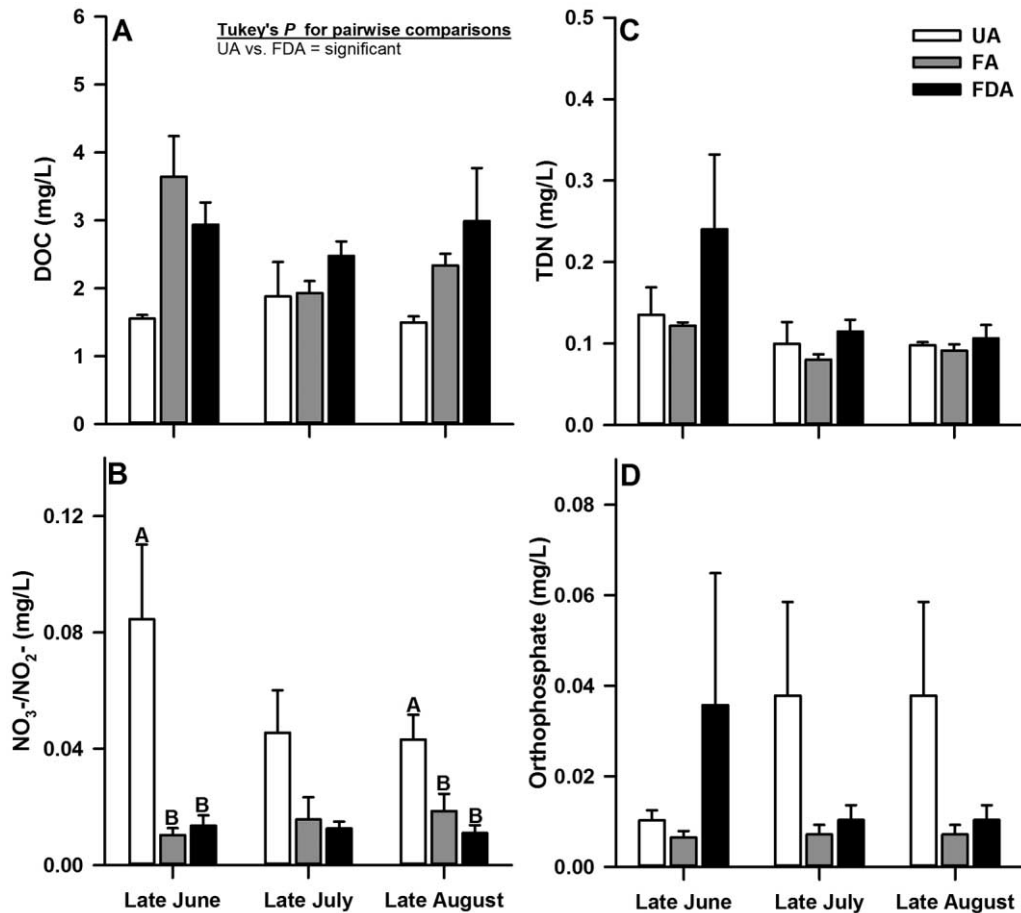 A
Tukey's P for pairwise comparisons
UA vs. FDA = significant
6
5
4
3
2
1
0
DOC (mg/L)
C
UA
FA
FDA
0.5
0.4
0.3
0.2
0.1
0.0
TDN (mg/L)
B
0.12
0.08
0.04
0.00
NO3-/NO2- (mg/L)
A
B
B
A
B
B
Late June
Late July
Late August
D
0.08
0.06
0.04
0.02
0.00
Orthophosphate (mg/L)
Late June
Late July
Late August